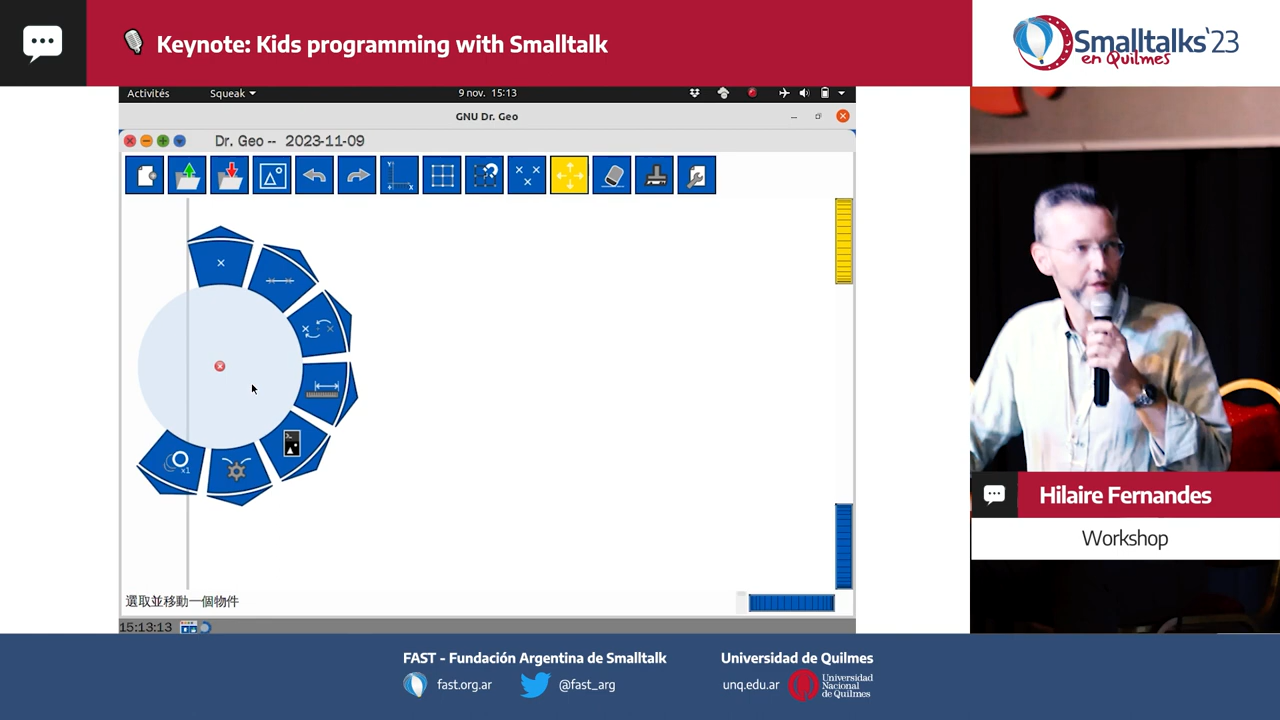 Keynote: Kids programming with Smalltalk
Smalltalks'23
en Quilmes
Activités
Squeak
9 nov. 15:13
GNU Dr. Geo
Dr. Geo -- 2023-11-09
Y
X
x1
選取並移動一個物件
15:13:13
Hilaire Fernandes
Workshop
FAST - Fundación Argentina de Smalltalk
fast.org.ar
@fast_arg
Universidad de Quilmes
unq.edu.ar
Universidad
Nacional
de Quilmes